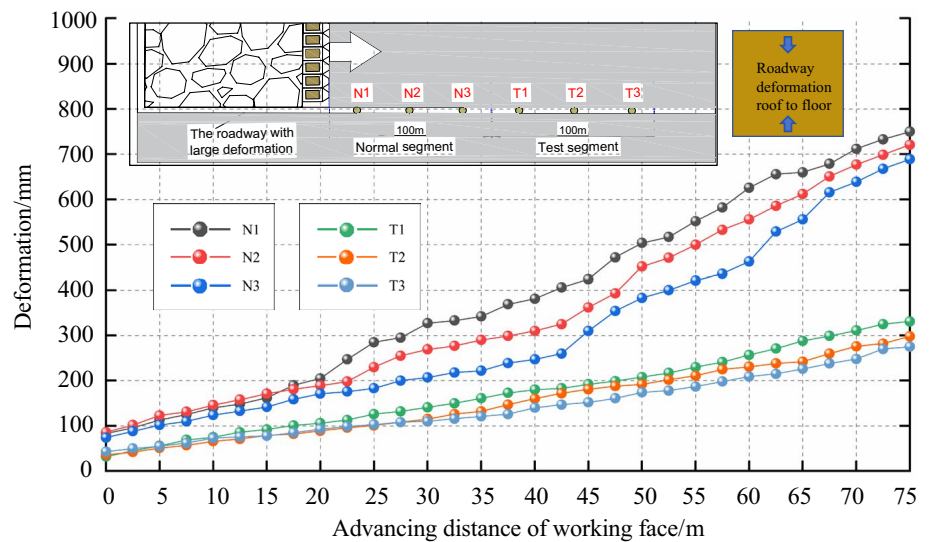 1000
900
800
700
600
500
400
300
200
100
0
Deformation/mm
N1 N2 N3 T1 T2 T3
The roadway with
large deformation
100m
Normal segment
100m
Test segment
Roadway
deformation
roof to floor
N1
N2
N3
T1
T2
T3
0 5 10 15 20 25 30 35 40 45 50 55 60 65 70 75
Advancing distance of working face/m